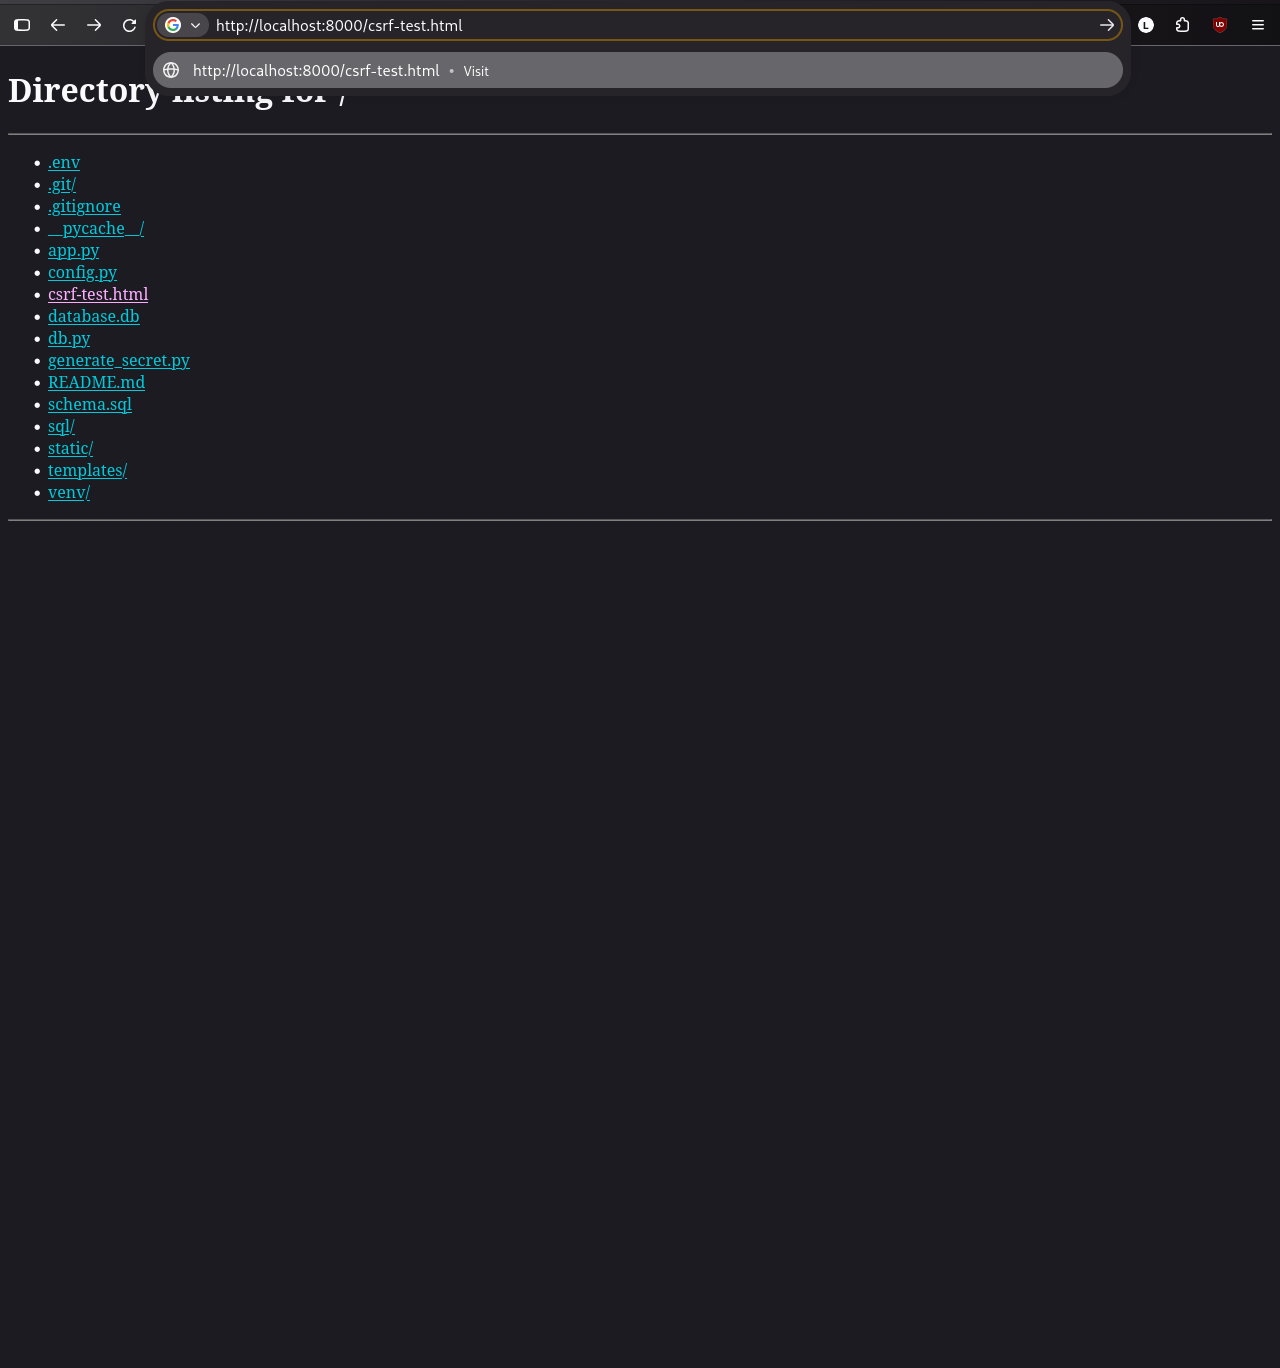 http://localhost:8000/csrf-test.html
L
http://localhost:8000/csrf-test.html • Visit
Directory listing for /
.env
.git/
.gitignore
__pycache__/
app.py
config.py
csrf-test.html
database.db
db.py
generate_secret.py
README.md
schema.sql
sql/
static/
templates/
venv/